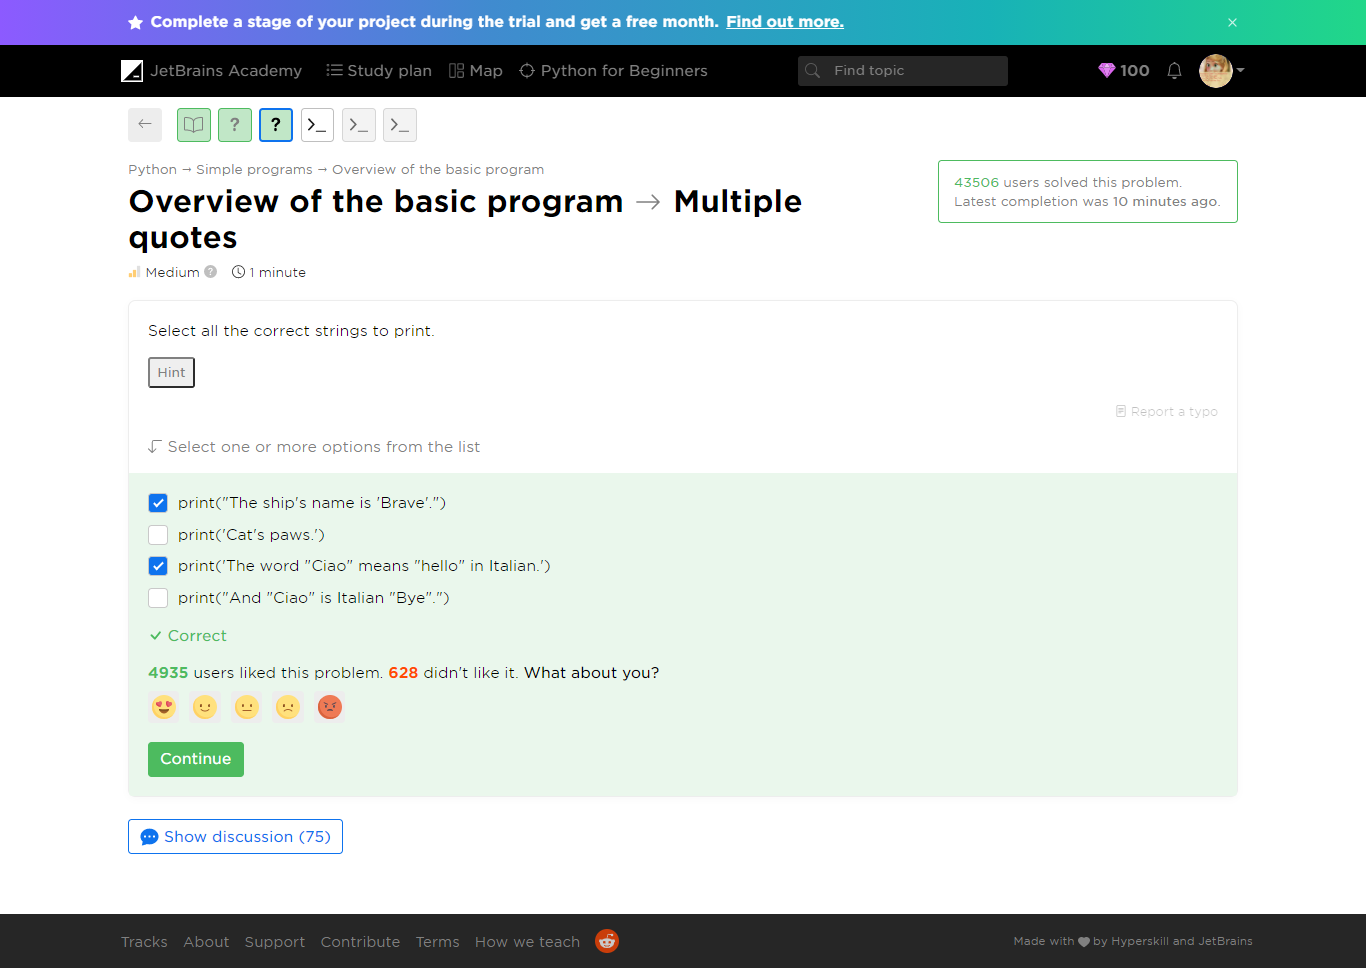 Complete a stage of your project during the trial and get a free month. Find out more.
JetBrains Academy Study plan Map Python for Beginners Find topic 100
← ? ? >_ >_ >_
Python → Simple programs → Overview of the basic program
Overview of the basic program → Multiple
quotes
43506 users solved this problem.
Latest completion was 10 minutes ago.
Medium ? 1 minute
Select all the correct strings to print.
Hint
Report a typo
Select one or more options from the list
print("The ship's name is 'Brave'.")
print('Cat's paws.')
print('The word "Ciao" means "hello" in Italian.')
print("And "Ciao" is Italian "Bye".")
Correct
4935 users liked this problem. 628 didn't like it. What about you?
Continue
Show discussion (75)
Tracks About Support Contribute Terms How we teach
Made with ♥ by Hyperskill and JetBrains